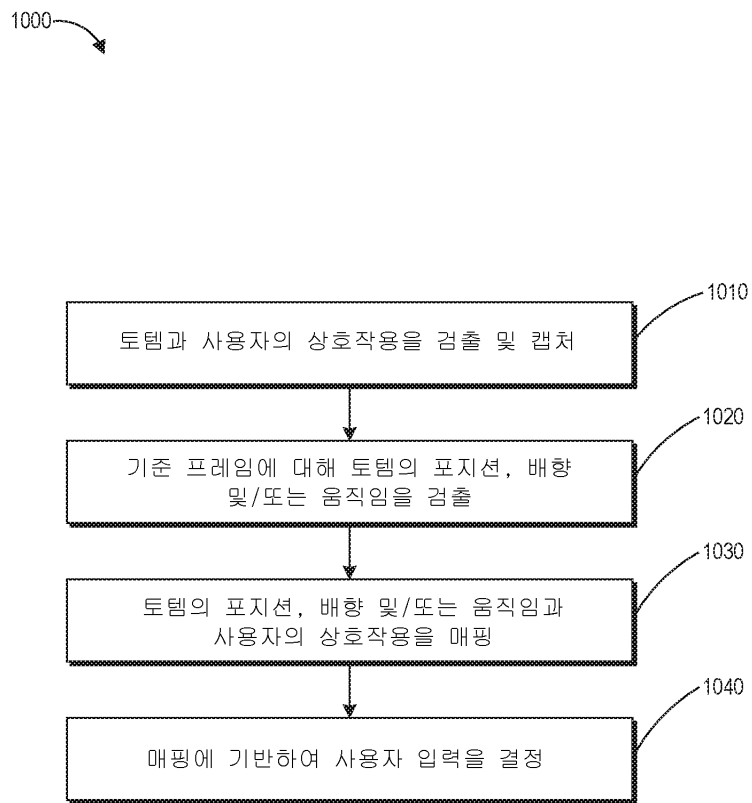 1000
1010
토템과 사용자의 상호작용을 검출 및 캡처
1020
기준 프레임에 대해 토템의 포지션, 배향
및/또는 움직임을 검출
1030
토템의 포지션, 배향 및/또는 움직임과
사용자의 상호작용을 매핑
1040
매핑에 기반하여 사용자 입력을 결정